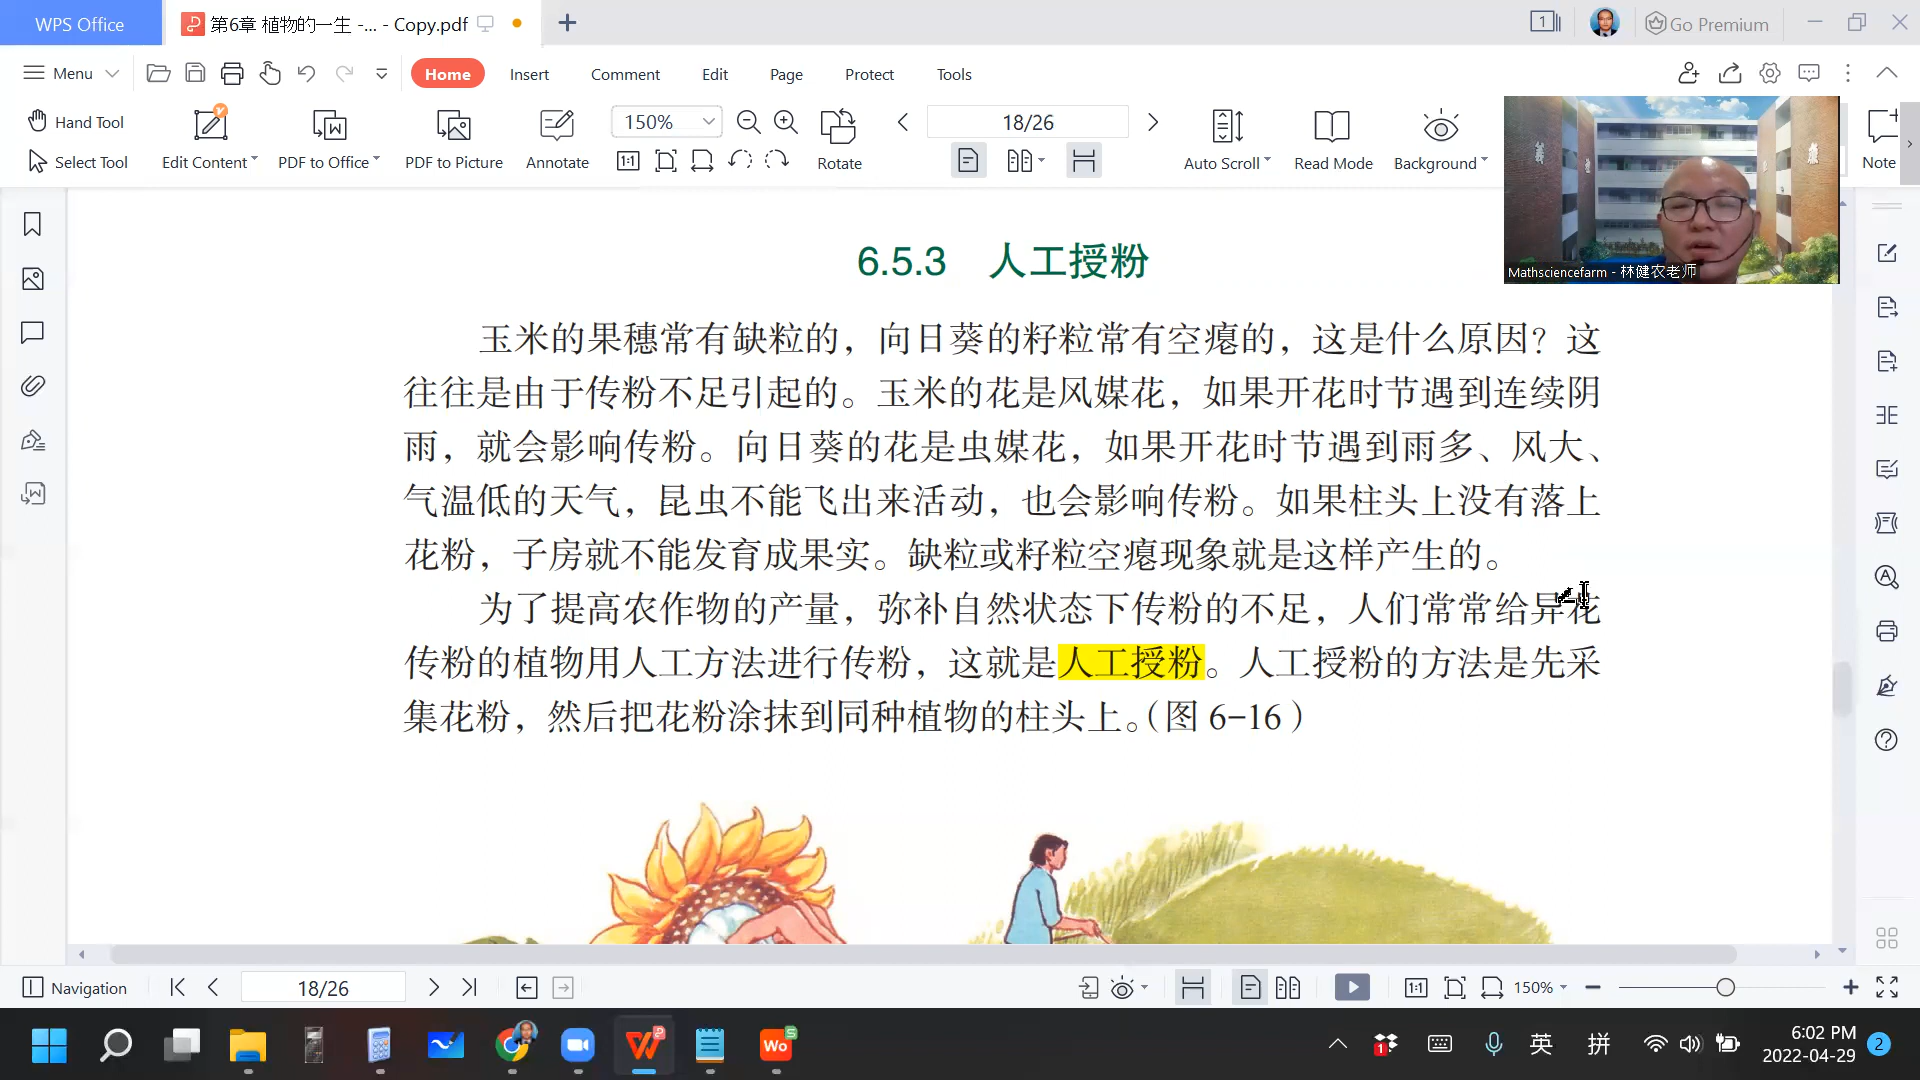 WPS Office
第6章 植物的一生 -... - Copy.pdf
1
Go Premium
Menu
Home
Insert
Comment
Edit
Page
Protect
Tools
Hand Tool
Select Tool
Edit Content
PDF to Office
PDF to Picture
Annotate
150%
1:1
Rotate
18/26
Auto Scroll
Read Mode
Background
Note
Mathsciencefarm - 林健农老师
6.5.3 人工授粉
玉米的果穗常有缺粒的，向日葵的籽粒常有空瘪的，这是什么原因？这
往往是由于传粉不足引起的。玉米的花是风媒花，如果开花时节遇到连续阴
雨，就会影响传粉。向日葵的花是虫媒花，如果开花时节遇到雨多、风大、
气温低的天气，昆虫不能飞出来活动，也会影响传粉。如果柱头上没有落上
花粉，子房就不能发育成果实。缺粒或籽粒空瘪现象就是这样产生的。
为了提高农作物的产量，弥补自然状态下传粉的不足，人们常常给异花
传粉的植物用人工方法进行传粉，这就是人工授粉。人工授粉的方法是先采
集花粉，然后把花粉涂抹到同种植物的柱头上。（图 6-16）
Navigation
18/26
1:1
150%
Wo
1
英
拼
6:02 PM
2022-04-29
2